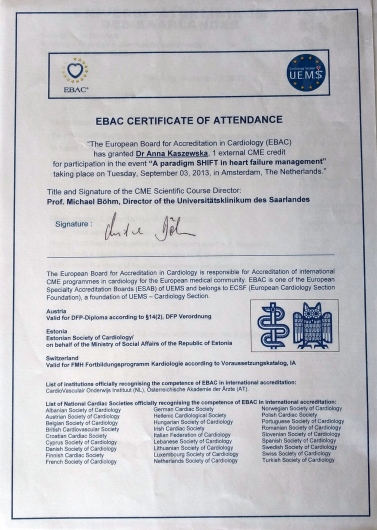 EBAC®
Cardiology Section
UEMS
EBAC CERTIFICATE OF ATTENDANCE
"The European Board for Accreditation in Cardiology (EBAC)
has granted Dr Anna Kaszewska, 1 external CME credit
for participation in the event "A paradigm SHIFT in heart failure management"
taking place on Tuesday, September 03, 2013, in Amsterdam, The Netherlands."
Title and Signature of the CME Scientific Course Director:
Prof. Michael Böhm, Director of the Universitätsklinikum des Saarlandes
Signature :
The European Board for Accreditation in Cardiology is responsible for Accreditation of international
CME programmes in cardiology for the European medical community. EBAC is one of the European
Specialty Accreditation Boards (ESAB) of UEMS and belongs to ECSF (European Cardiology Section
Foundation), a foundation of UEMS – Cardiology Section.
Austria
Valid for DFP-Diploma according to §14(2), DFP Verordnung
Estonia
Estonian Society of Cardiology/
on behalf of the Ministry of Social Affairs of the Republic of Estonia
Switzerland
Valid for FMH Fortbildungsprogramm Kardiologie according to Voraussetzungskatalog, IA
List of institutions officially recognising the competence of EBAC in international accreditation:
CardioVasculair Onderwijs Instituut (NL), Österreichische Akademie der Ärzte (AT).
List of National Cardiac Societies officially recognising the competence of EBAC in international accreditation:
Albanian Society of Cardiology
Austrian Society of Cardiology
Belgian Society of Cardiology
British Cardiovascular Society
Croatian Cardiac Society
Cyprus Society of Cardiology
Danish Society of Cardiology
Finnish Cardiac Society
French Society of Cardiology
German Cardiac Society
Hellenic Cardiological Society
Hungarian Society of Cardiology
Irish Cardiac Society
Italian Federation of Cardiology
Lebanese Society of Cardiology
Lithuanian Society of Cardiology
Luxembourg Society of Cardiology
Netherlands Society of Cardiology
Norwegian Society of Cardiology
Polish Cardiac Society
Portuguese Society of Cardiology
Romanian Society of Cardiology
Slovenian Society of Cardiology
Spanish Society of Cardiology
Swedish Society of Cardiology
Swiss Society of Cardiology
Turkish Society of Cardiology